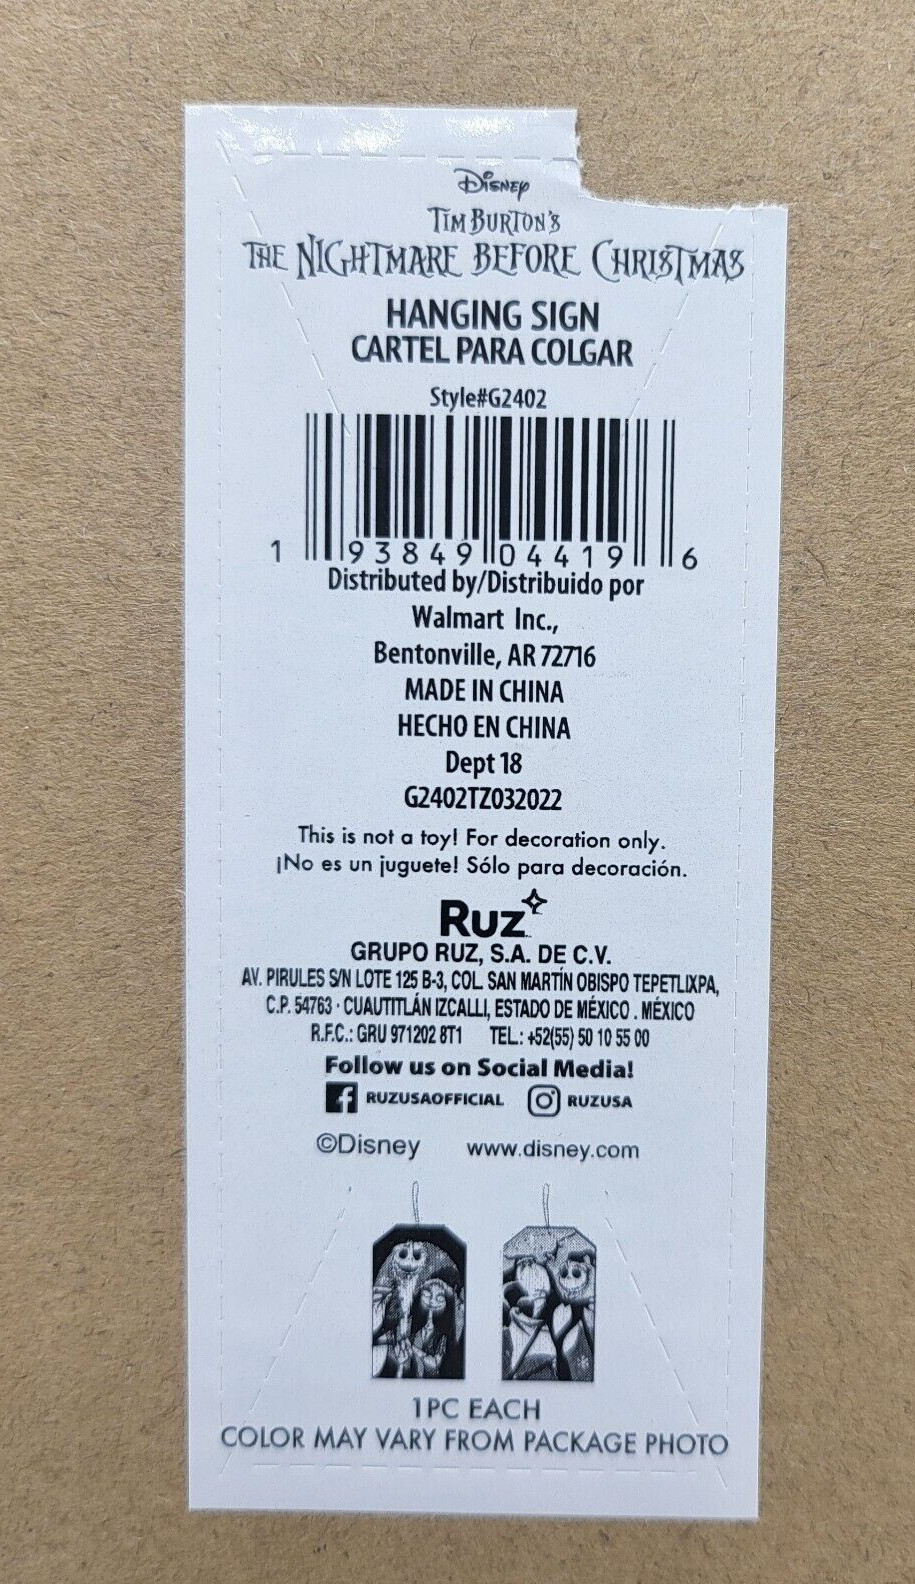 Disney
TIM BURTON'S
THE NIGHTMARE BEFORE CHRISTMAS
HANGING SIGN
CARTEL PARA COLGAR
Style#G2402
1 93849 04419 6
Distributed by/Distribuido por
Walmart Inc.,
Bentonville, AR 72716
MADE IN CHINA
HECHO EN CHINA
Dept 18
G2402TZ032022
This is not a toy! For decoration only.
¡No es un juguete! Sólo para decoración.
RUZ
GRUPO RUZ, S.A. DE C.V.
AV. PIRULES S/N LOTE 125 B-3, COL. SAN MARTÍN OBISPO TEPETLIXPA,
C.P. 54763 · CUAUTITLÁN IZCALLI, ESTADO DE MÉXICO . MÉXICO
R.F.C.: GRU 971202 8T1 TEL.: +52(55) 50 10 55 00
Follow us on Social Media!
RUZUSAOFFICIAL RUZUSA
©Disney www.disney.com
1PC EACH
COLOR MAY VARY FROM PACKAGE PHOTO